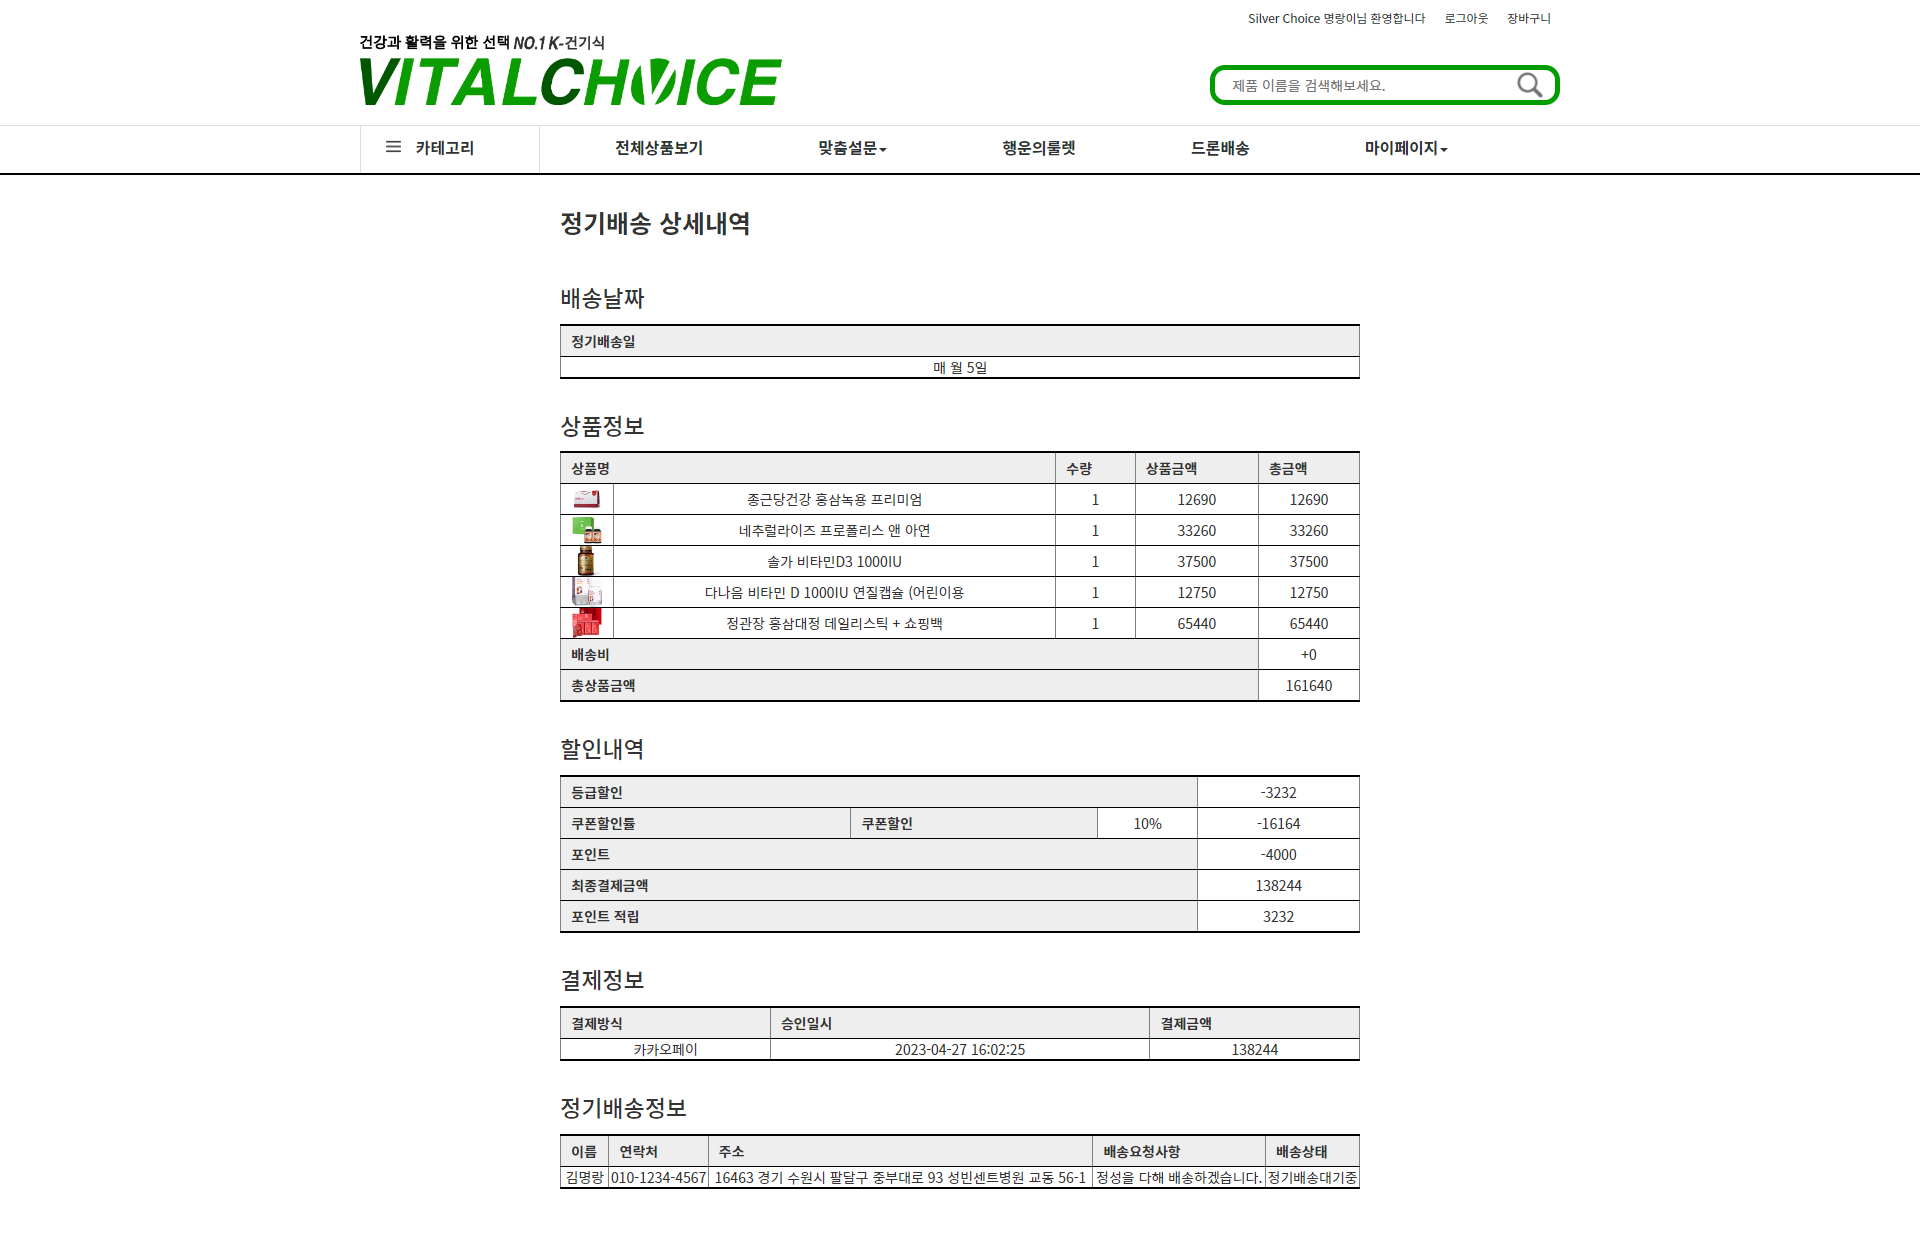 Silver Choice 명랑이님 환영합니다 로그아웃 장바구니
건강과 활력을 위한 선택 NO.1 K-건기식
VITALCHOICE
제품 이름을 검색해보세요.
카테고리 전체상품보기 맞춤설문 행운의룰렛 드론배송 마이페이지
정기배송 상세내역
배송날짜
정기배송일
매 월 5일
상품정보
상품명 수량 상품금액 총금액
종근당건강 홍삼녹용 프리미엄 1 12690 12690
네추럴라이즈 프로폴리스 앤 아연 1 33260 33260
솔가 비타민D3 1000IU 1 37500 37500
다나음 비타민 D 1000IU 연질캡슐 (어린이용 1 12750 12750
정관장 홍삼대정 데일리스틱 + 쇼핑백 1 65440 65440
배송비 +0
총상품금액 161640
할인내역
등급할인 -3232
쿠폰할인튤 쿠폰할인 10% -16164
포인트 -4000
최종결제금액 138244
포인트 적립 3232
결제정보
결제방식 승인일시 결제금액
카카오페이 2023-04-27 16:02:25 138244
정기배송정보
이름 연락처 주소 배송요청사항 배송상태
김명랑 010-1234-4567 16463 경기 수원시 팔달구 중부대로 93 성빈센트병원 교동 56-1 정성을 다해 배송하겠습니다. 정기배송대기중